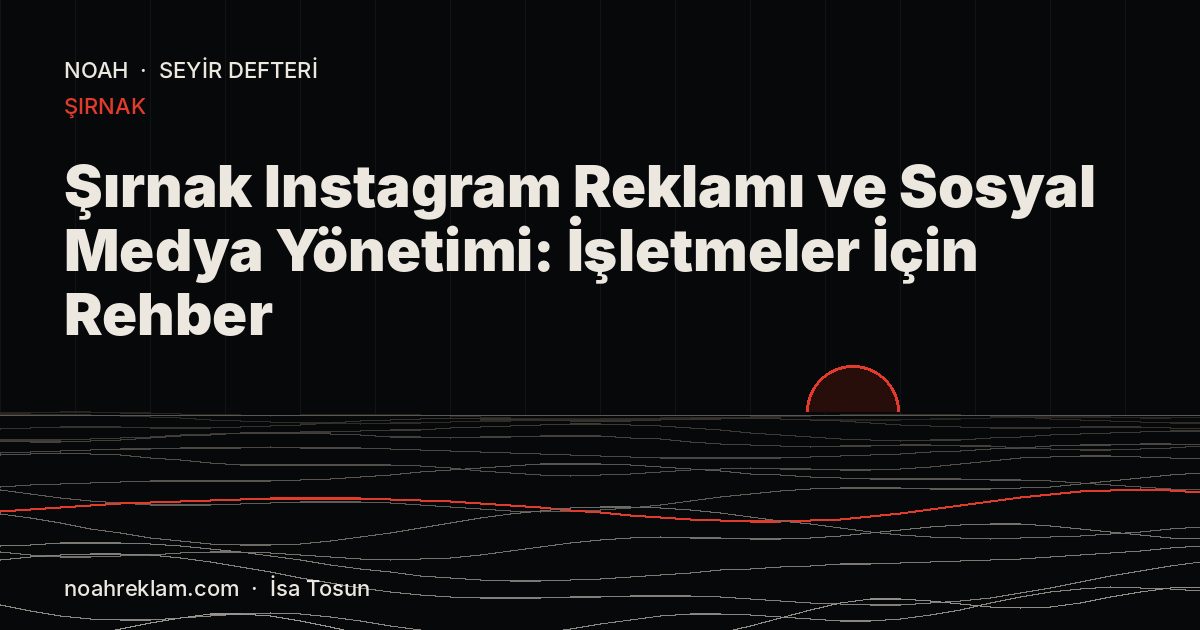 NOAH · SEYİR DEFTERİ
ŞIRNAK
Şırnak Instagram Reklamı ve Sosyal
Medya Yönetimi: İşletmeler İçin
Rehber
noahreklam.com · İsa Tosun